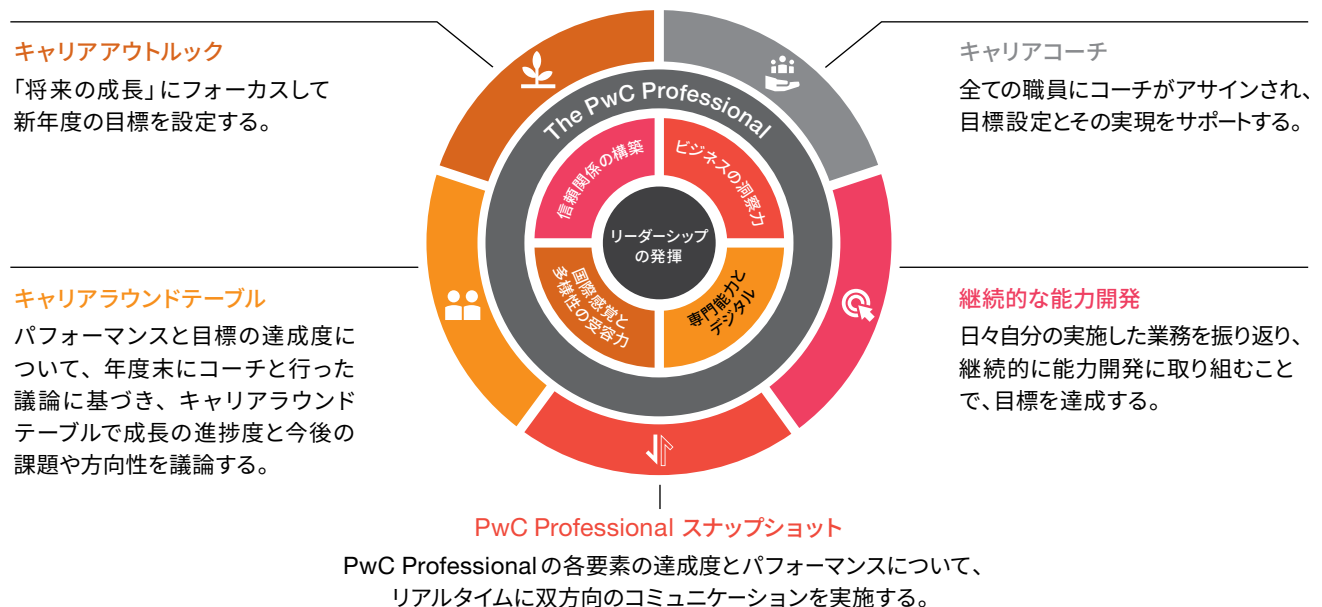 キャリアアウトルック
「将来の成長」にフォーカスして
新年度の目標を設定する。
キャリアコーチ
全ての職員にコーチがアサインされ、
目標設定とその実現をサポートする。
The PwC Professional
信頼関係の構築
ビジネスの洞察力
リーダーシップ
の発揮
国際感覚と
多様性の受容力
専門能力と
デジタル
キャリアラウンドテーブル
パフォーマンスと目標の達成度に
ついて、年度末にコーチと行った
議論に基づき、キャリアラウンド
テーブルで成長の進捗度と今後の
課題や方向性を議論する。
継続的な能力開発
日々自分の実施した業務を振り返り、
継続的に能力開発に取り組むこと
で、目標を達成する。
PwC Professional スナップショット
PwC Professionalの各要素の達成度とパフォーマンスについて、
リアルタイムに双方向のコミュニケーションを実施する。